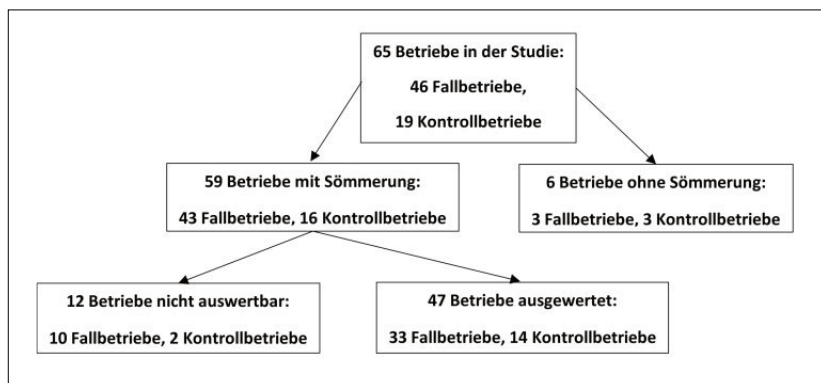 65 Betriebe in der Studie:
46 Fallbetriebe,
19 Kontrollbetriebe
59 Betriebe mit Sömmerung:
43 Fallbetriebe, 16 Kontrollbetriebe
6 Betriebe ohne Sömmerung:
3 Fallbetriebe, 3 Kontrollbetriebe
12 Betriebe nicht auswertbar:
10 Fallbetriebe, 2 Kontrollbetriebe
47 Betriebe ausgewertet:
33 Fallbetriebe, 14 Kontrollbetriebe